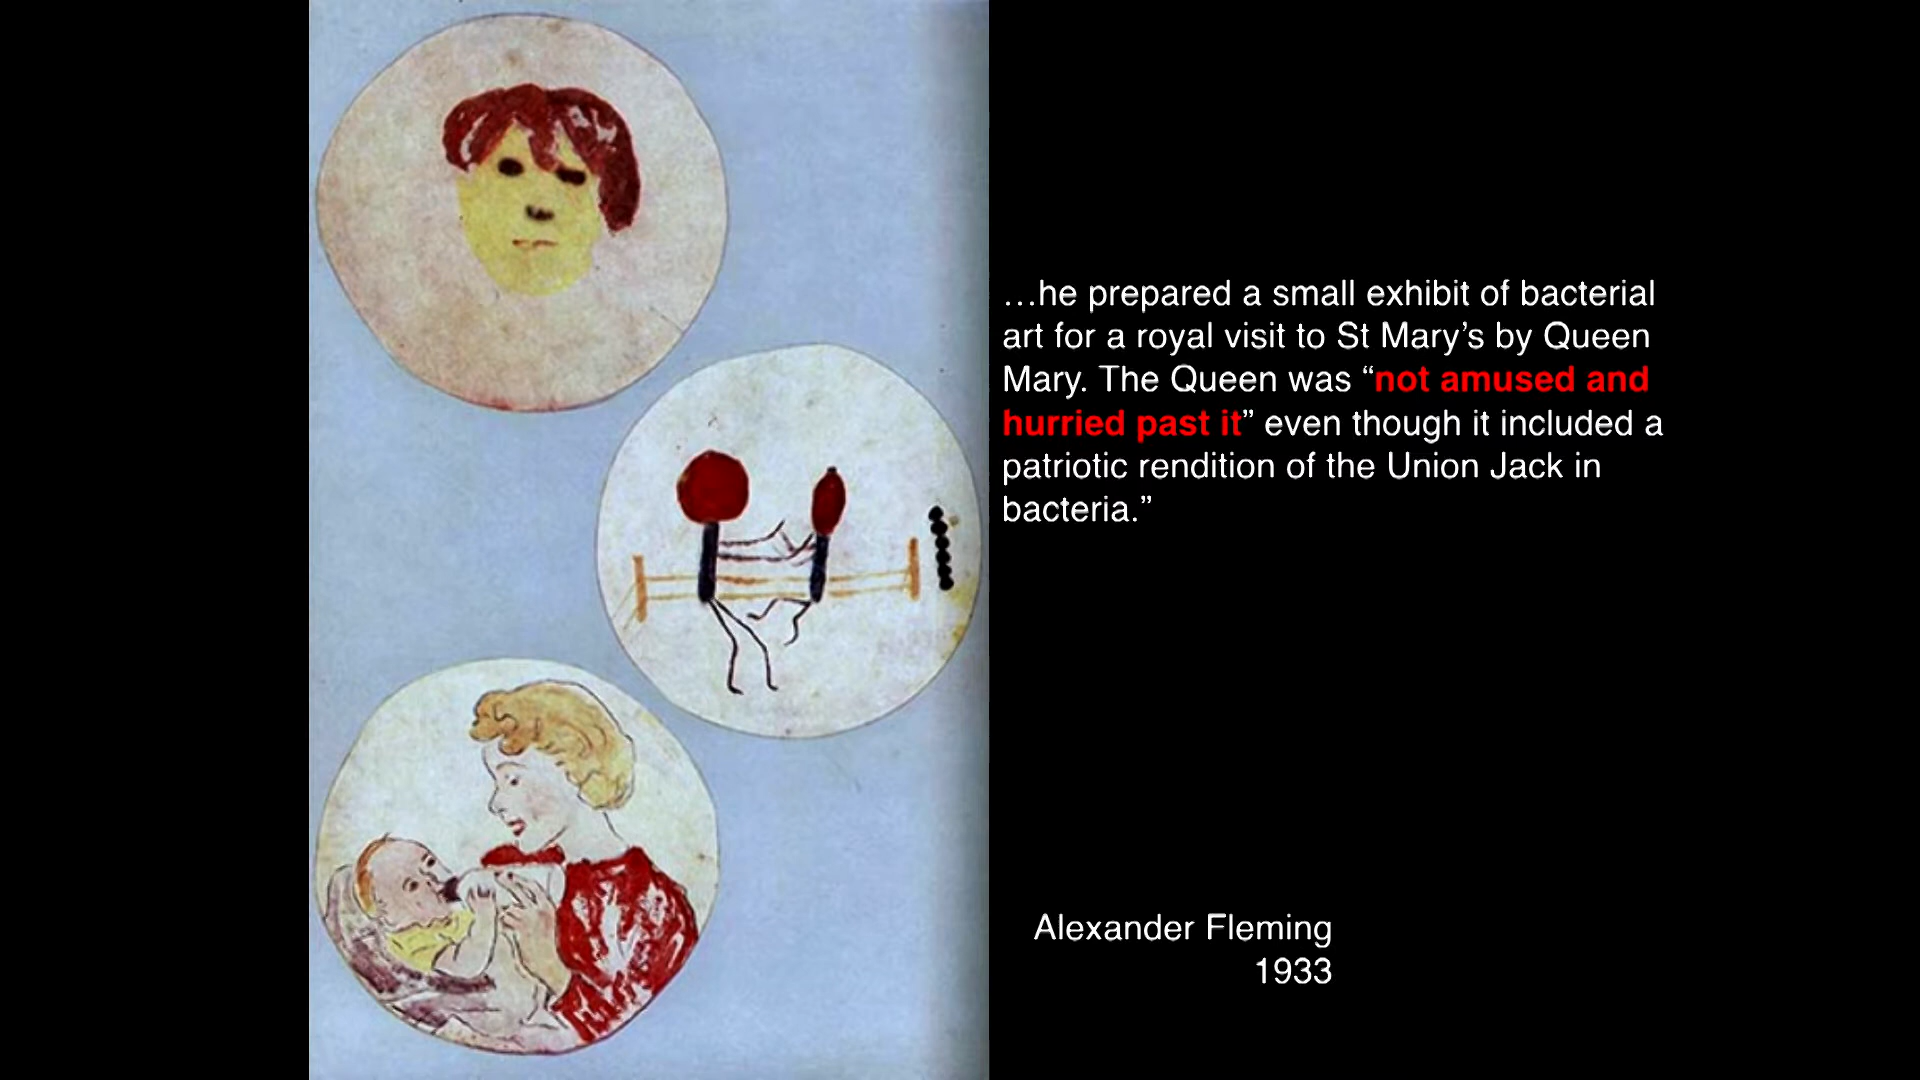 …he prepared a small exhibit of bacterial
art for a royal visit to St Mary’s by Queen
Mary. The Queen was “not amused and
hurried past it” even though it included a
patriotic rendition of the Union Jack in
bacteria.”
Alexander Fleming
1933